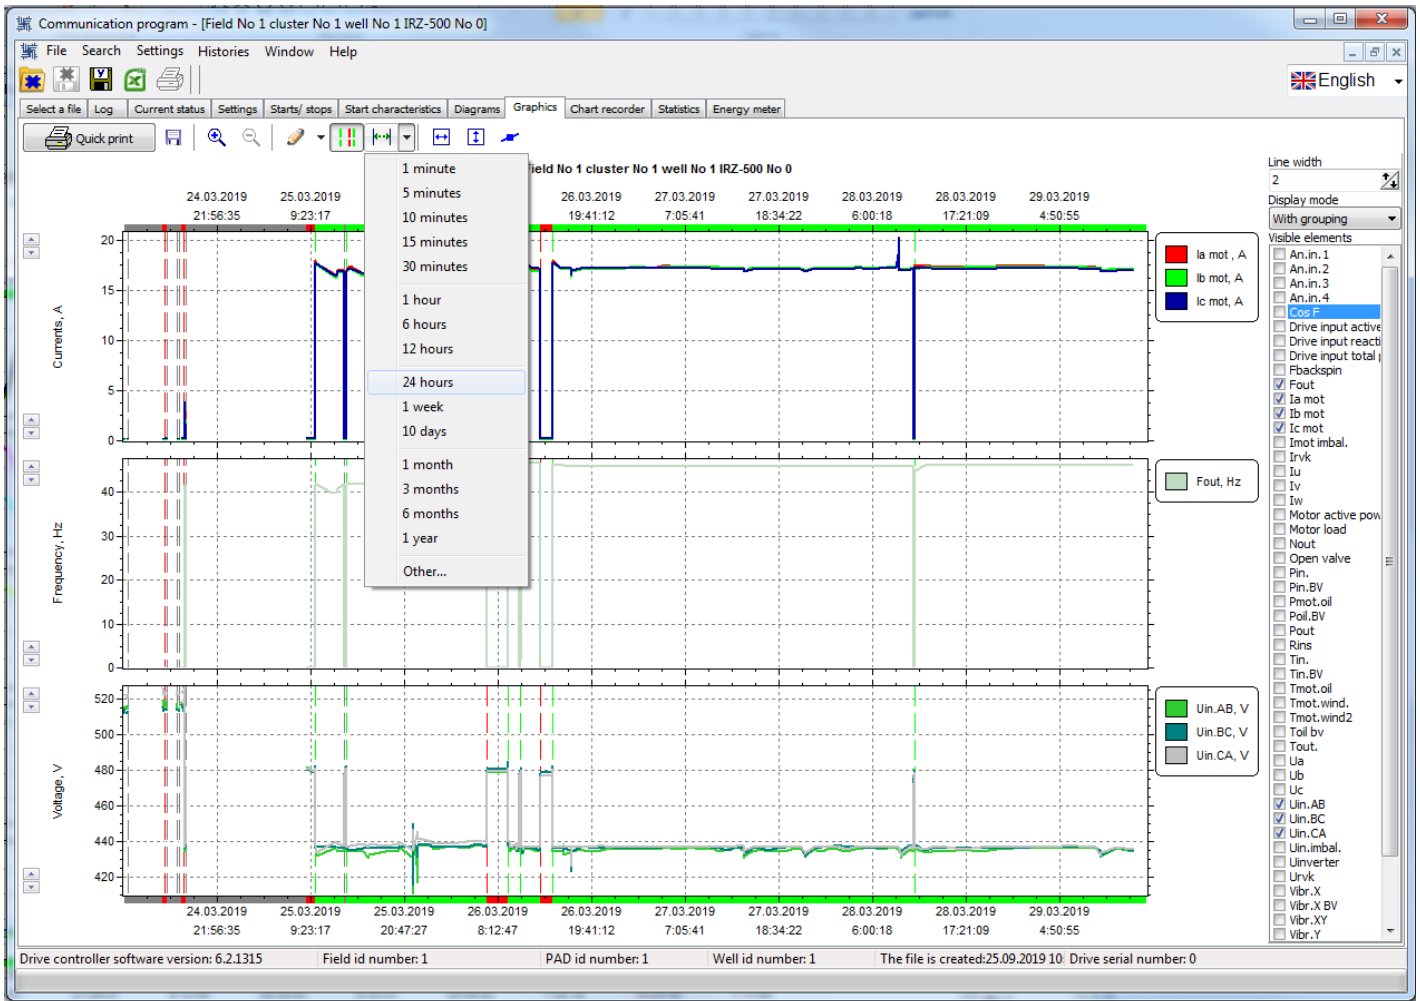 Communication program - [Field No 1 cluster No 1 well No 1 IRZ-500 No 0]
File Search Settings Histories Window Help
English
Select a file Log Current status Settings Starts/ stops Start characteristics Diagrams Graphics Chart recorder Statistics Energy meter
Quick print
ield No 1 cluster No 1 well No 1 IRZ-500 No 0
24.03.2019 25.03.2019 26.03.2019 27.03.2019 27.03.2019 28.03.2019 28.03.2019 29.03.2019
21:56:35 9:23:17 19:41:12 7:05:41 18:34:22 6:00:18 17:21:09 4:50:55
1 minute
5 minutes
10 minutes
15 minutes
30 minutes
1 hour
6 hours
12 hours
24 hours
1 week
10 days
1 month
3 months
6 months
1 year
Other...
Currents, A
20
15
10
5
0
Ia mot , A
Ib mot, A
Ic mot, A
Frequency, Hz
40
30
20
10
0
Fout, Hz
Voltage, V
520
500
480
460
440
420
Uin.AB, V
Uin.BC, V
Uin.CA, V
24.03.2019 25.03.2019 25.03.2019 26.03.2019 26.03.2019 27.03.2019 27.03.2019 28.03.2019 28.03.2019 29.03.2019
21:56:35 9:23:17 20:47:27 8:12:47 19:41:12 7:05:41 18:34:22 6:00:18 17:21:09 4:50:55
Line width
2
Display mode
With grouping
Visible elements
An.in.1
An.in.2
An.in.3
An.in.4
Cos F
Drive input active
Drive input reacti
Drive input total
Fbackspin
Fout
Ia mot
Ib mot
Ic mot
Imot imbal.
Irvk
Iu
Iv
Iw
Motor active pow
Motor load
Nout
Open valve
Pin.
Pin.BV
Pmot.oil
Poil.BV
Pout
Rins
Tin.
Tin.BV
Tmot.oil
Tmot.wind.
Tmot.wind2
Toil bv
Tout.
Ua
Ub
Uc
Uin.AB
Uin.BC
Uin.CA
Uin.imbal.
Uinverter
Urvk
Vibr.X
Vibr.X BV
Vibr.XY
Vibr.Y
Drive controller software version: 6.2.1315 Field id number: 1 PAD id number: 1 Well id number: 1 The file is created:25.09.2019 10: Drive serial number: 0